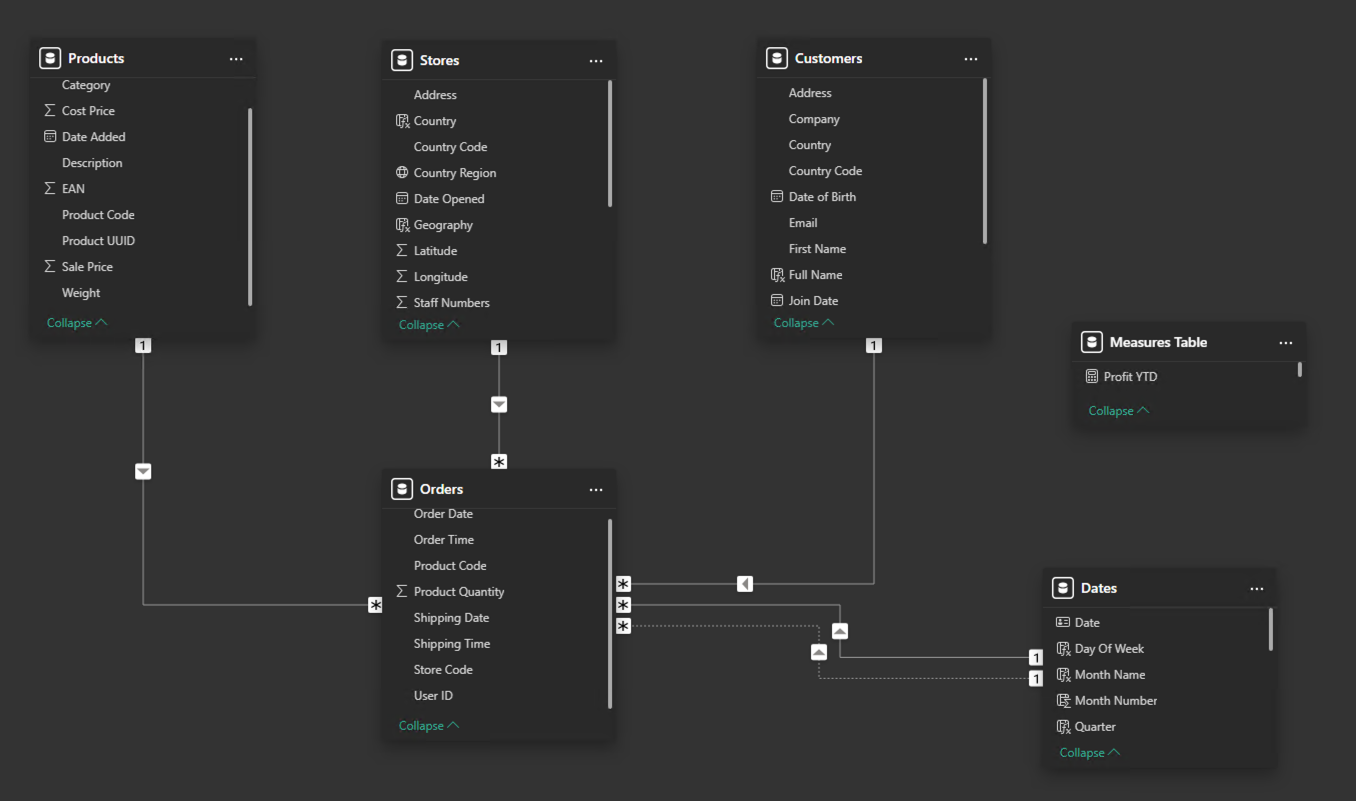 Products
Category
Cost Price
Date Added
Description
EAN
Product Code
Product UUID
Sale Price
Weight
Collapse
1
Stores
Address
Country
Country Code
Country Region
Date Opened
Geography
Latitude
Longitude
Staff Numbers
Collapse
1
*
Customers
Address
Company
Country
Country Code
Date of Birth
Email
First Name
Full Name
Join Date
Collapse
1
Measures Table
Profit YTD
Collapse
Orders
Order Date
Order Time
Product Code
Product Quantity
Shipping Date
Shipping Time
Store Code
User ID
Collapse
*
*
*
*
Dates
Date
Day Of Week
Month Name
Month Number
Quarter
Collapse
1
1